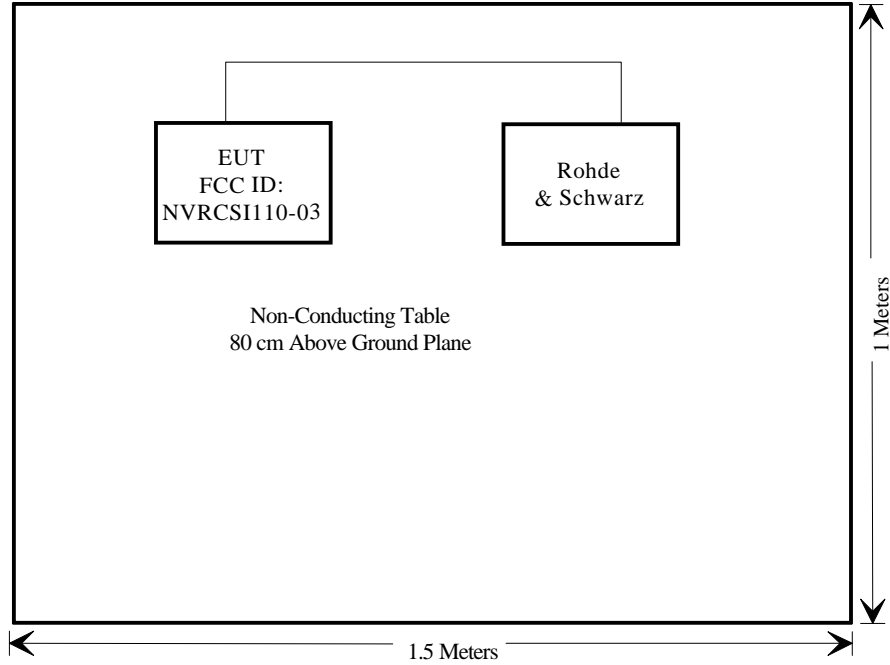 EUT
FCC ID:
NVRCSI110-03
Rohde
& Schwarz
Non-Conducting Table
80 cm Above Ground Plane
1 Meters
1.5 Meters